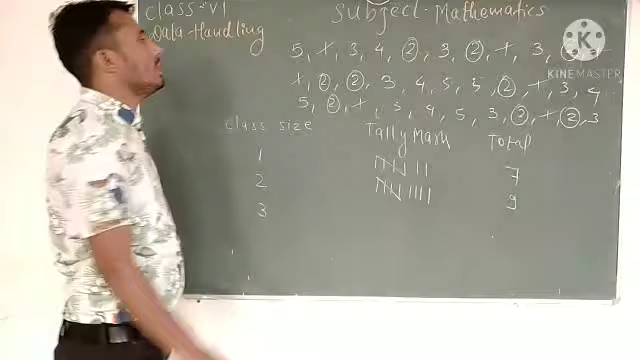 Class-VI
Subject-Mathematics
Data-Handling
5, 1, 3, 4, 2, 3, 2, 1, 3,
KINEMASTER
1, 2, 2, 3, 4, 5, 5, 2, 1, 3, 4
5, 2, 1, 3, 4, 5, 3, 2, 1, 2, 3
Class size Tally Mark Total
1 7
2 9
3